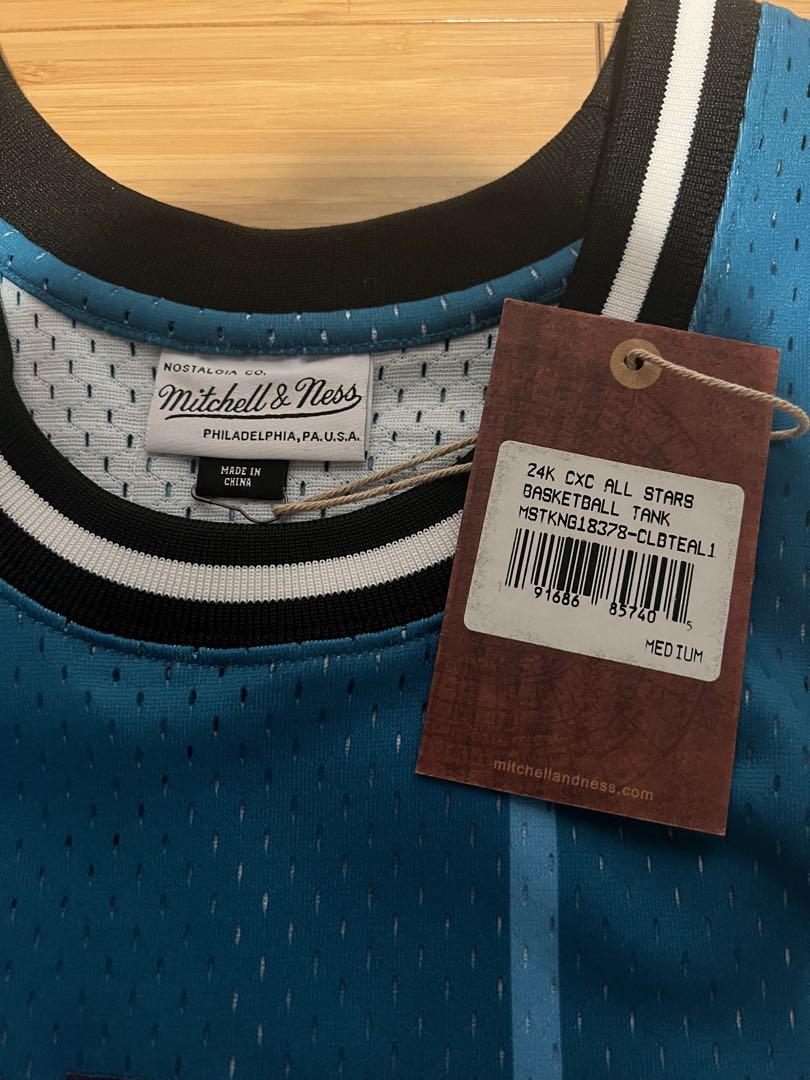 NOSTALGIA CO.
Mitchell & Ness
PHILADELPHIA, PA. U.S.A.
MADE IN
CHINA
24K CXC ALL STARS
BASKETBALL TANK
MSTKNG18378-CLBTEAL1
91686 85740 5
MEDIUM
mitchellandness.com